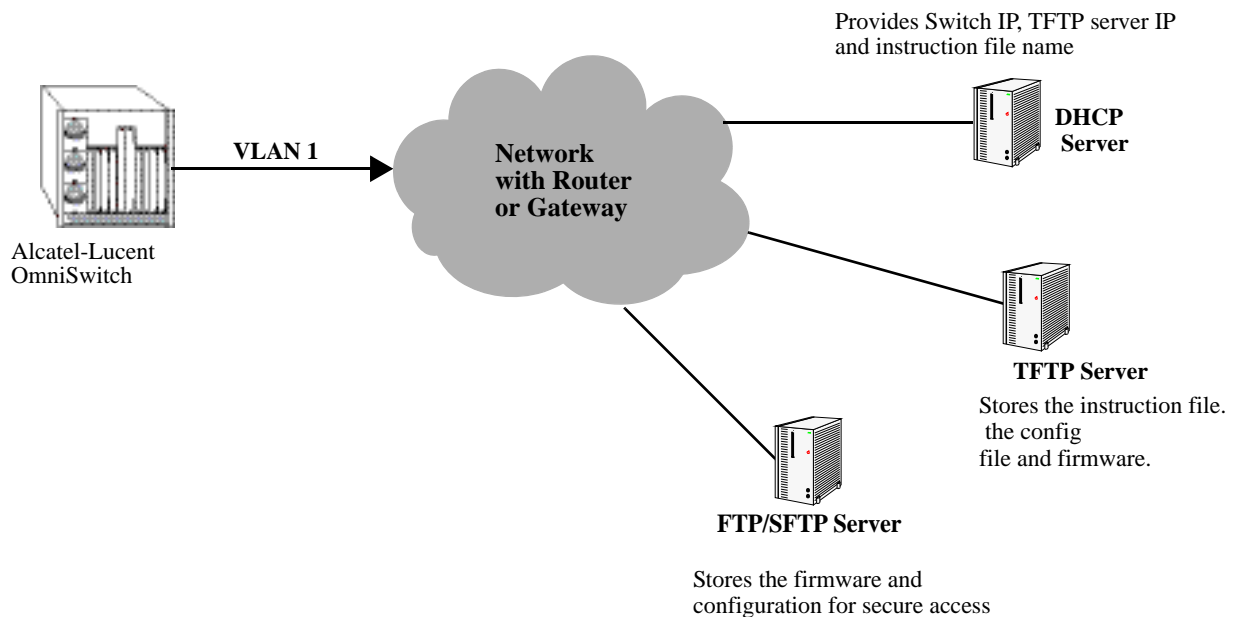 Provides Switch IP, TFTP server IP
and instruction file name
DHCP
Server
VLAN 1
Network
with Router
or Gateway
Alcatel-Lucent
OmniSwitch
TFTP Server
Stores the instruction file.
the config
file and firmware.
FTP/SFTP Server
Stores the firmware and
configuration for secure access